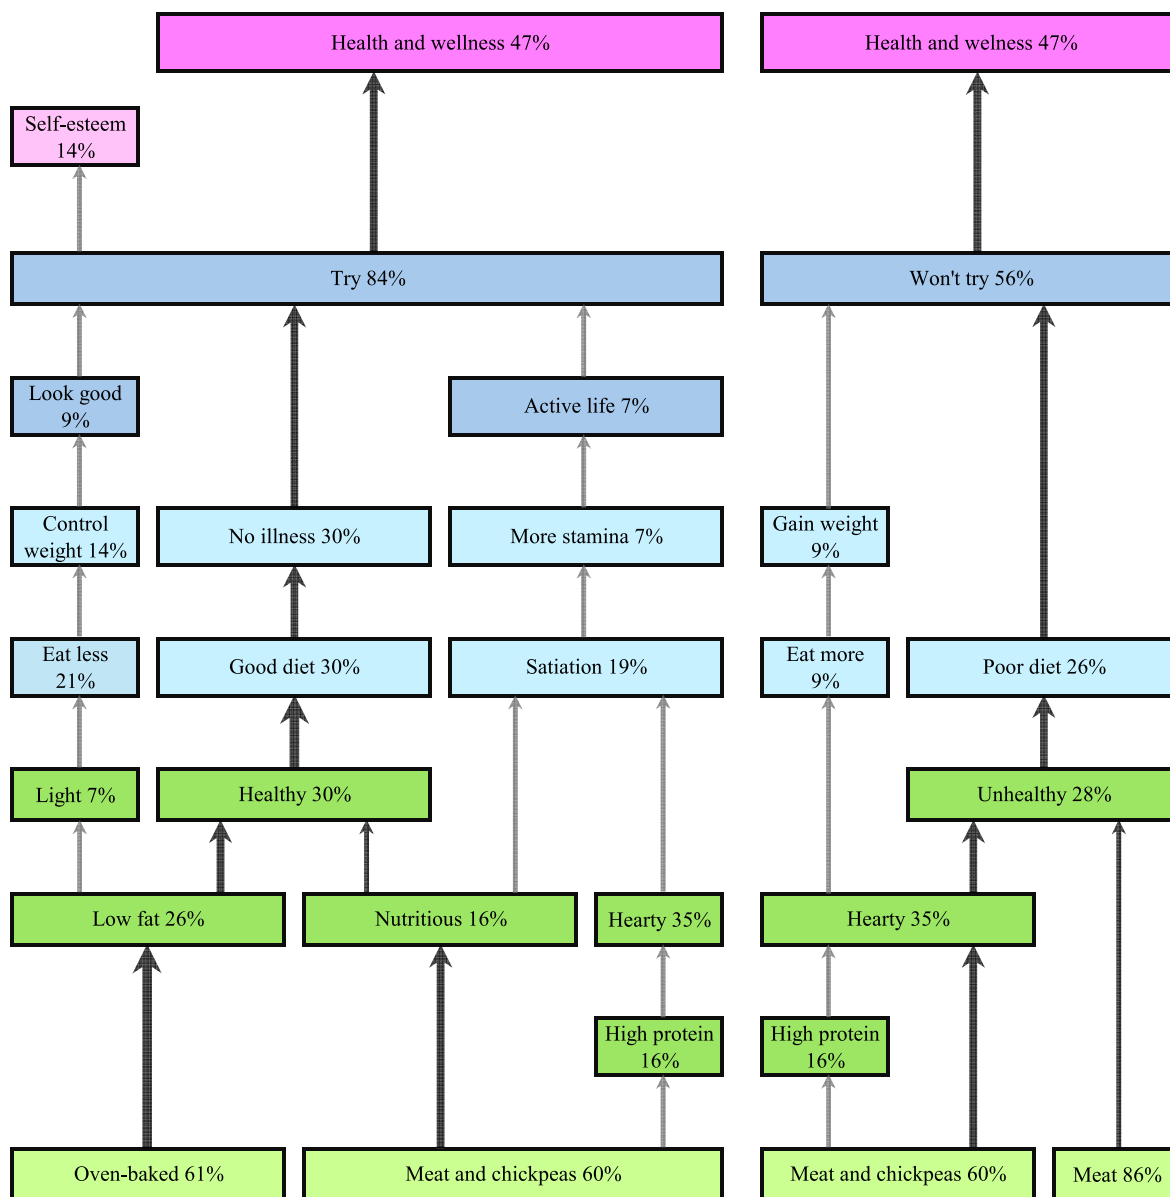 Health and wellness 47%
Health and welness 47%
Self-esteem
14%
Try 84%
Won't try 56%
Look good
9%
Active life 7%
Control
weight 14%
No illness 30%
More stamina 7%
Gain weight
9%
Eat less
21%
Good diet 30%
Satiation 19%
Eat more
9%
Poor diet 26%
Light 7%
Healthy 30%
Unhealthy 28%
Low fat 26%
Nutritious 16%
Hearty 35%
Hearty 35%
High protein
16%
High protein
16%
Oven-baked 61%
Meat and chickpeas 60%
Meat and chickpeas 60%
Meat 86%